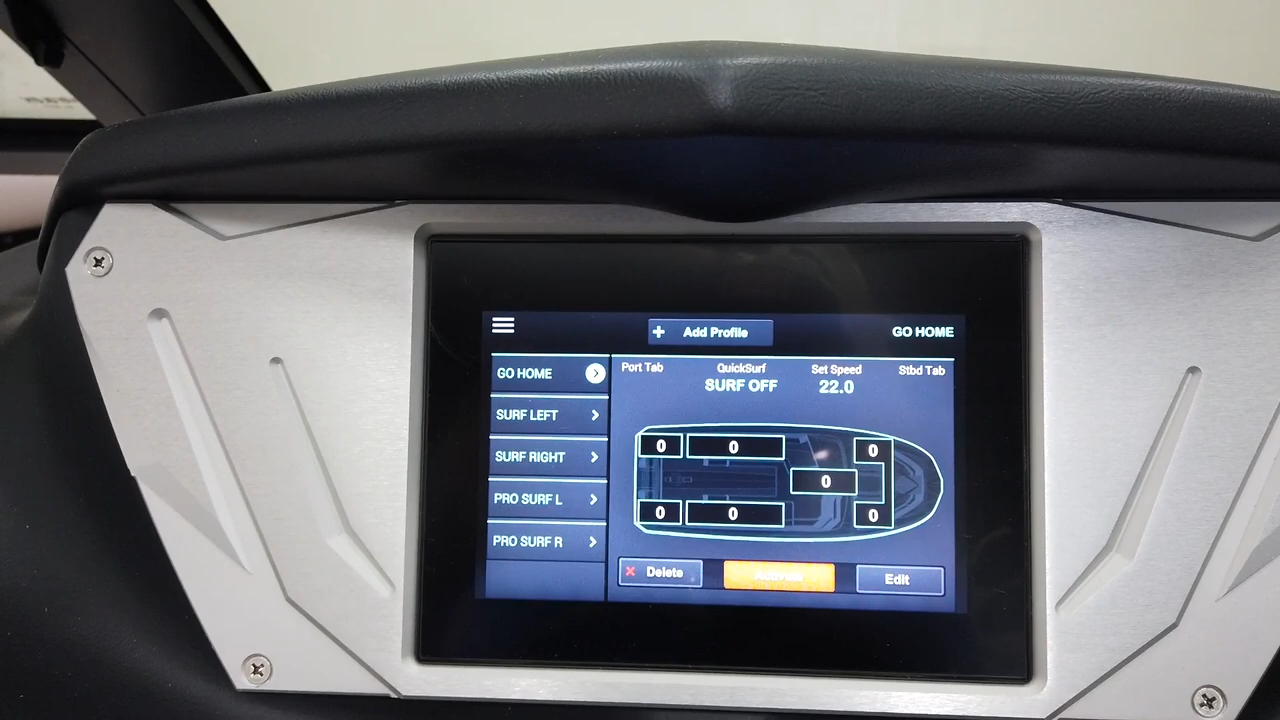 + Add Profile
GO HOME
GO HOME
SURF LEFT
SURF RIGHT
PRO SURF L
PRO SURF R
Port Tab
QuickSurf
SURF OFF
Set Speed
22.0
Stbd Tab
0
0
0
0
0
0
0
Delete
Activate
Edit